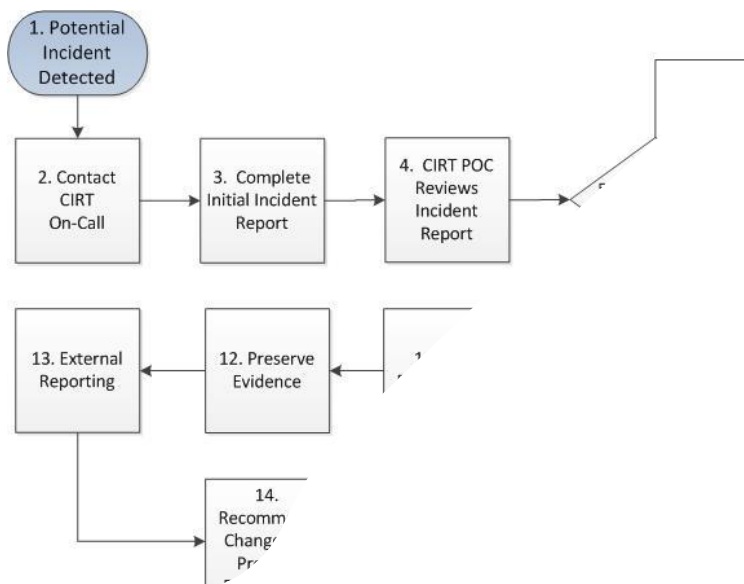 1. Potential
Incident
Detected
2. Contact
CIRT
On-Call
3. Complete
Initial Incident
Report
4. CIRT POC
Reviews
Incident
Report
13. External
Reporting
12. Preserve
Evidence
14.